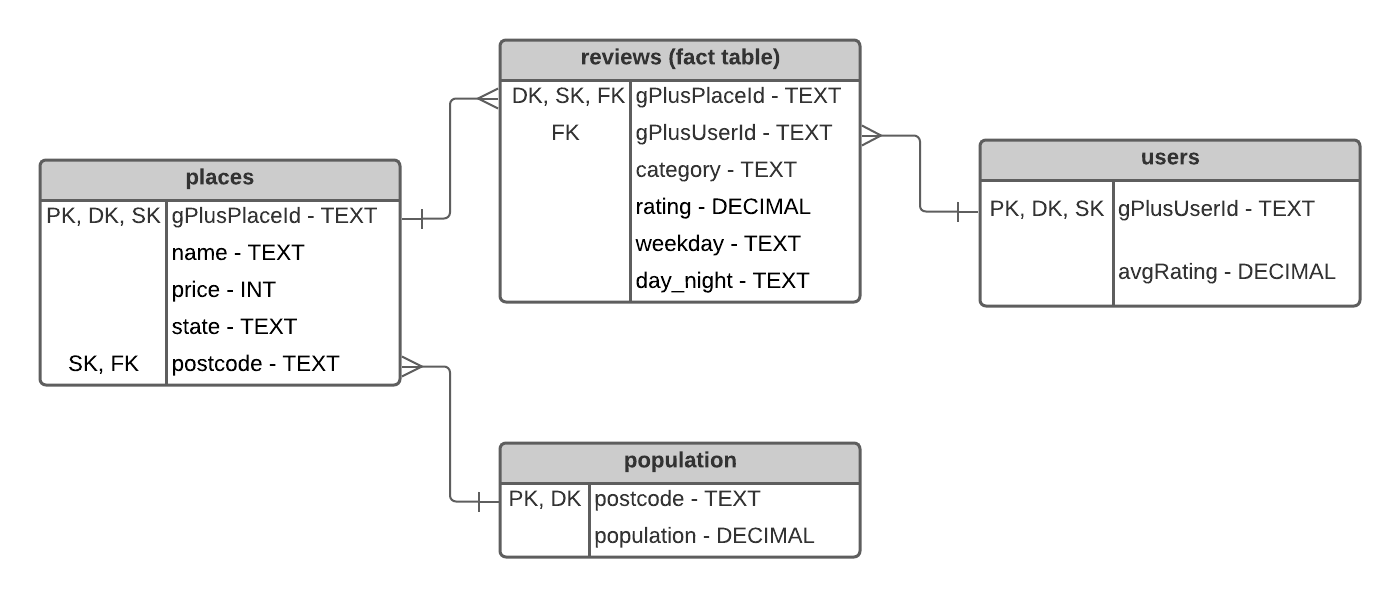 reviews (fact table)
DK, SK, FK gPlusPlaceId - TEXT
FK gPlusUserId - TEXT
category - TEXT
rating - DECIMAL
weekday - TEXT
day_night - TEXT
users
PK, DK, SK gPlusUserId - TEXT
avgRating - DECIMAL
places
PK, DK, SK gPlusPlaceId - TEXT
name - TEXT
price - INT
state - TEXT
SK, FK postcode - TEXT
population
PK, DK postcode - TEXT
population - DECIMAL